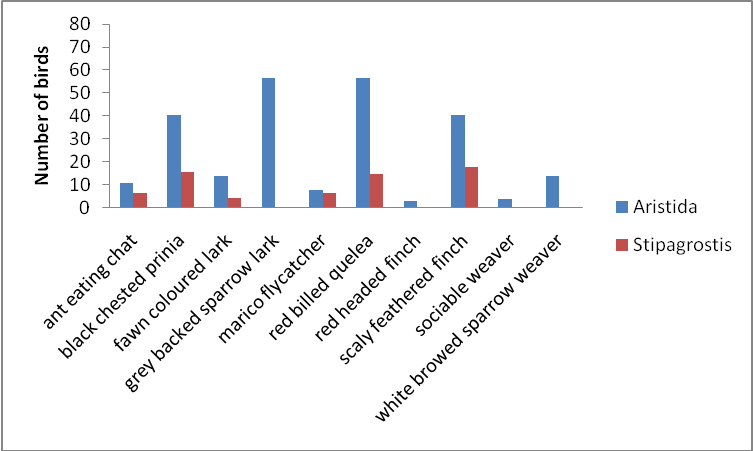 Number of birds
80
70
60
50
40
30
20
10
0
ant eating chat
black chested prinia
fawn coloured lark
grey backed sparrow lark
marico flycatcher
red billed quelea
red headed finch
scaly feathered finch
sociable weaver
white browed sparrow weaver
Aristida
Stipagrostis